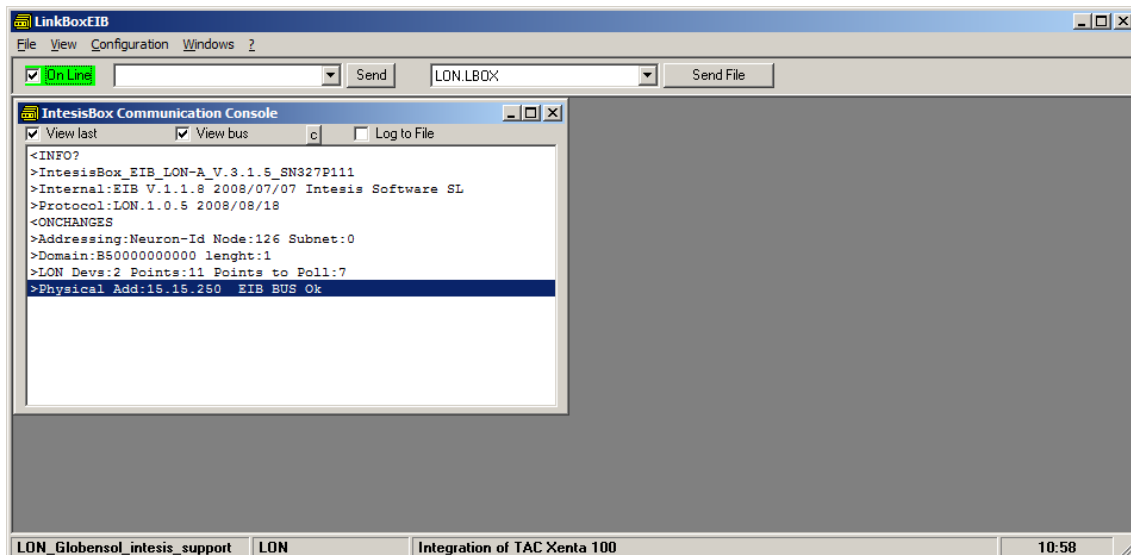 LinkBoxEIB
File View Configuration Windows ?
On Line Send LON.LBOX Send File
IntesisBox Communication Console
View last View bus c Log to File
<INFO?
>IntesisBox_EIB_LON-A_V.3.1.5_SN327P111
>Internal:EIB V.1.1.8 2008/07/07 Intesis Software SL
>Protocol:LON.1.0.5 2008/08/18
<ONCHANGES
>Addressing:Neuron-Id Node:126 Subnet:0
>Domain:B50000000000 lenght:1
>LON Devs:2 Points:11 Points to Poll:7
>Physical Add:15.15.250 EIB BUS Ok
LON_Globensol_intesis_support LON Integration of TAC Xenta 100 10:58